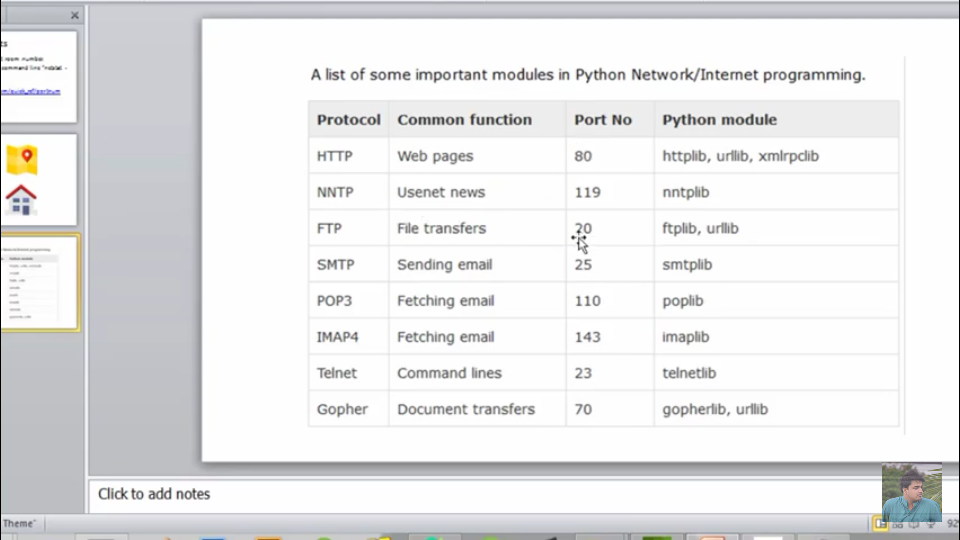 A list of some important modules in Python Network/Internet programming.
Protocol Common function Port No Python module
HTTP Web pages 80 httplib, urllib, xmlrpclib
NNTP Usenet news 119 nntplib
FTP File transfers 20 ftplib, urllib
SMTP Sending email 25 smtplib
POP3 Fetching email 110 poplib
IMAP4 Fetching email 143 imaplib
Telnet Command lines 23 telnetlib
Gopher Document transfers 70 gopherlib, urllib
Click to add notes
Theme"